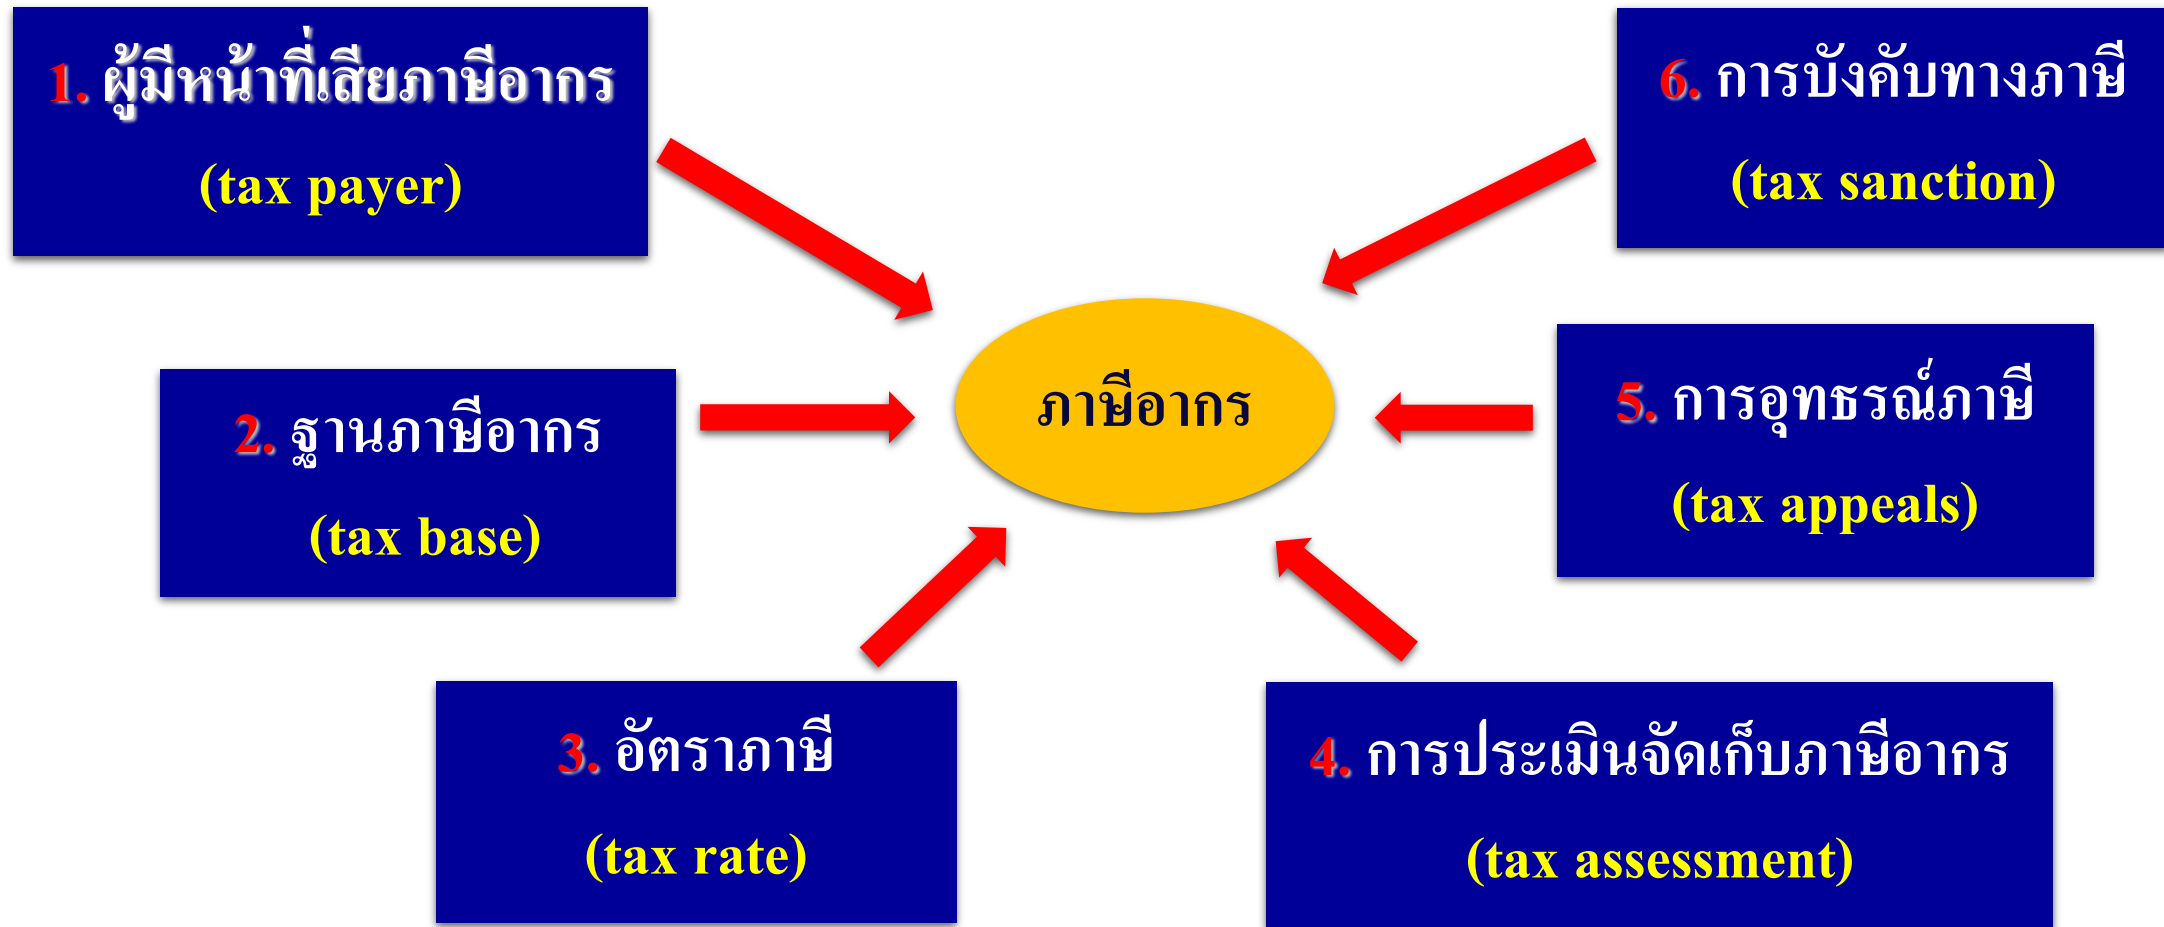 1. ผู้มีหน้าที่เสียภาษีอากร
(tax payer)
2. ฐานภาษีอากร
(tax base)
3. อัตราภาษี
(tax rate)
4. การประเมินจัดเก็บภาษีอากร
(tax assessment)
5. การอุทธรณ์ภาษี
(tax appeals)
6. การบังคับทางภาษี
(tax sanction)
ภาษีอากร